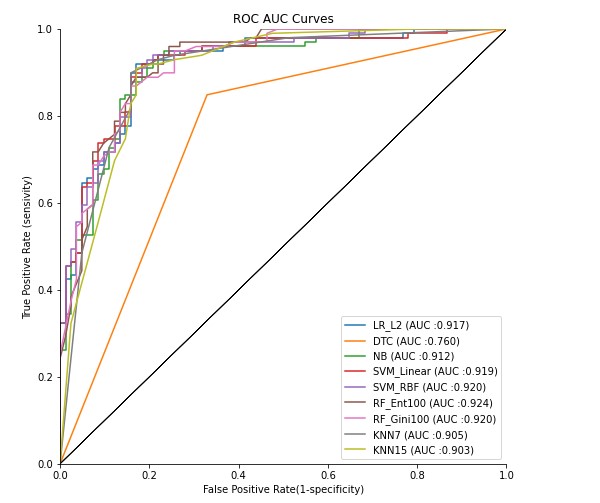 ROC AUC Curves
1.0
0.8
0.6
0.4
0.2
0.0
True Positive Rate (sensivity)
LR_L2 (AUC :0.917)
DTC (AUC :0.760)
NB (AUC :0.912)
SVM_Linear (AUC :0.919)
SVM_RBF (AUC :0.920)
RF_Ent100 (AUC :0.924)
RF_Gini100 (AUC :0.920)
KNN7 (AUC :0.905)
KNN15 (AUC :0.903)
0.0 0.2 0.4 0.6 0.8 1.0
False Positive Rate(1-specificity)